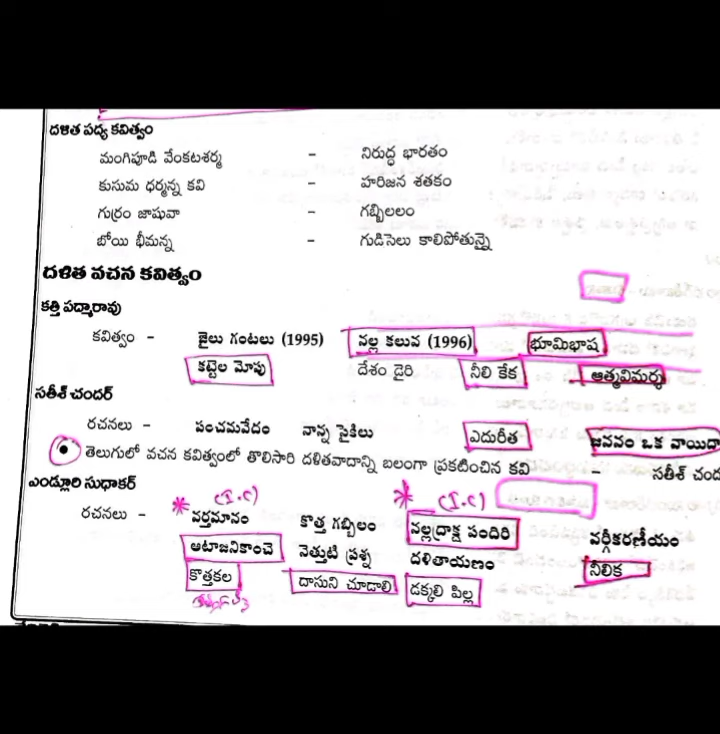 దళిత పద్య కవిత్వం
మంగిపూడి వేంకటశర్మ - నిరుద్ధ భారతం
కుసుమ ధర్మన్న కవి - హరిజన శతకం
గుర్రం జాషువా - గబ్బిలలం
బోయి భీమన్న - గుడిసెలు కాలిపోతున్నై
దళిత వచన కవిత్వం
కత్తి పద్మారావు
కవిత్వం - జైలు గంటలు (1995) నల్ల కలువ (1996) భూమిభాష
కట్టెల మోపు దేశం డైరి నీలి కేక ఆత్మవిమర్శ
సతీశ్ చందర్
రచనలు - పంచమవేదం నాన్న సైకిలు ఎదురీత జనవం ఒక వాయిదా
తెలుగులో వచన కవిత్వంలో తొలిసారి దళితవాదాన్ని బలంగా ప్రకటించిన కవి - సతీశ్ చంద
ఎండ్లూరి సుధాకర్
(I.C) (I.C)
రచనలు - వర్తమానం కొత్త గబ్బిలం నల్లద్రాక్ష పందిరి వర్గీకరణీయం
ఆటాజనికాంచె నెత్తుటి ప్రశ్న దళితాయణం నీలిక
కొత్తకల దాసుని చూడాలి డక్కలి పిల్ల